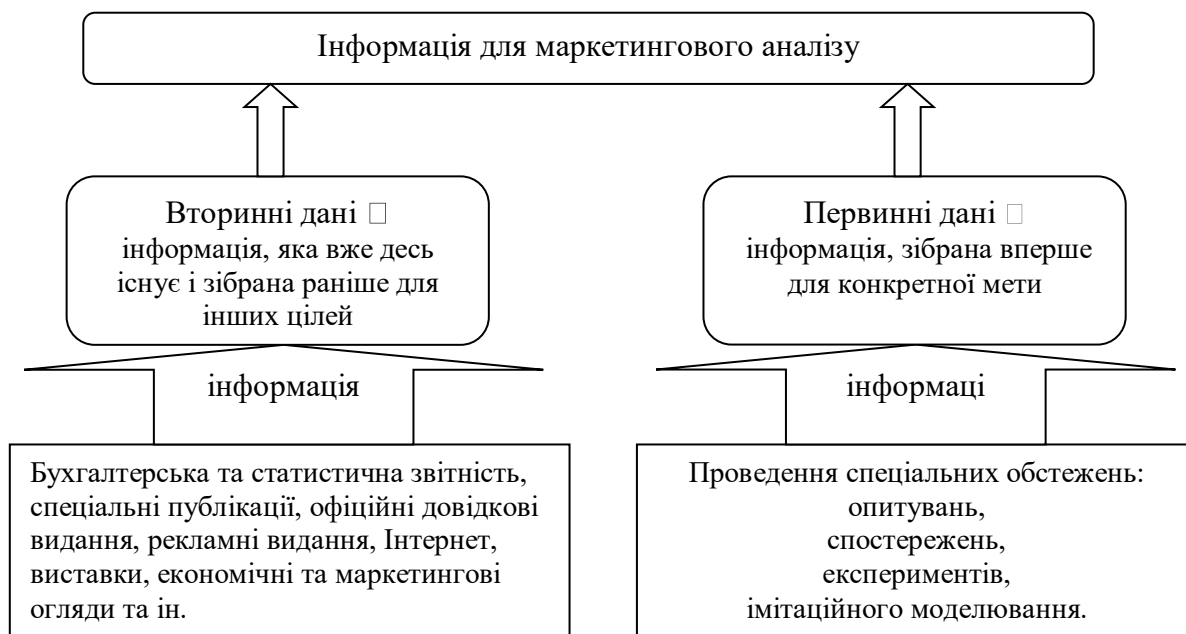 Інформація для маркетингового аналізу
Вторинні дані □
інформація, яка вже десь
існує і зібрана раніше для
інших цілей
Первинні дані □
інформація, зібрана вперше
для конкретної мети
інформація
інформаці
Бухгалтерська та статистична звітність,
спеціальні публікації, офіційні довідкові
видання, рекламні видання, Інтернет,
виставки, економічні та маркетингові
огляди та ін.
Проведення спеціальних обстежень:
опитувань,
спостережень,
експериментів,
імітаційного моделювання.